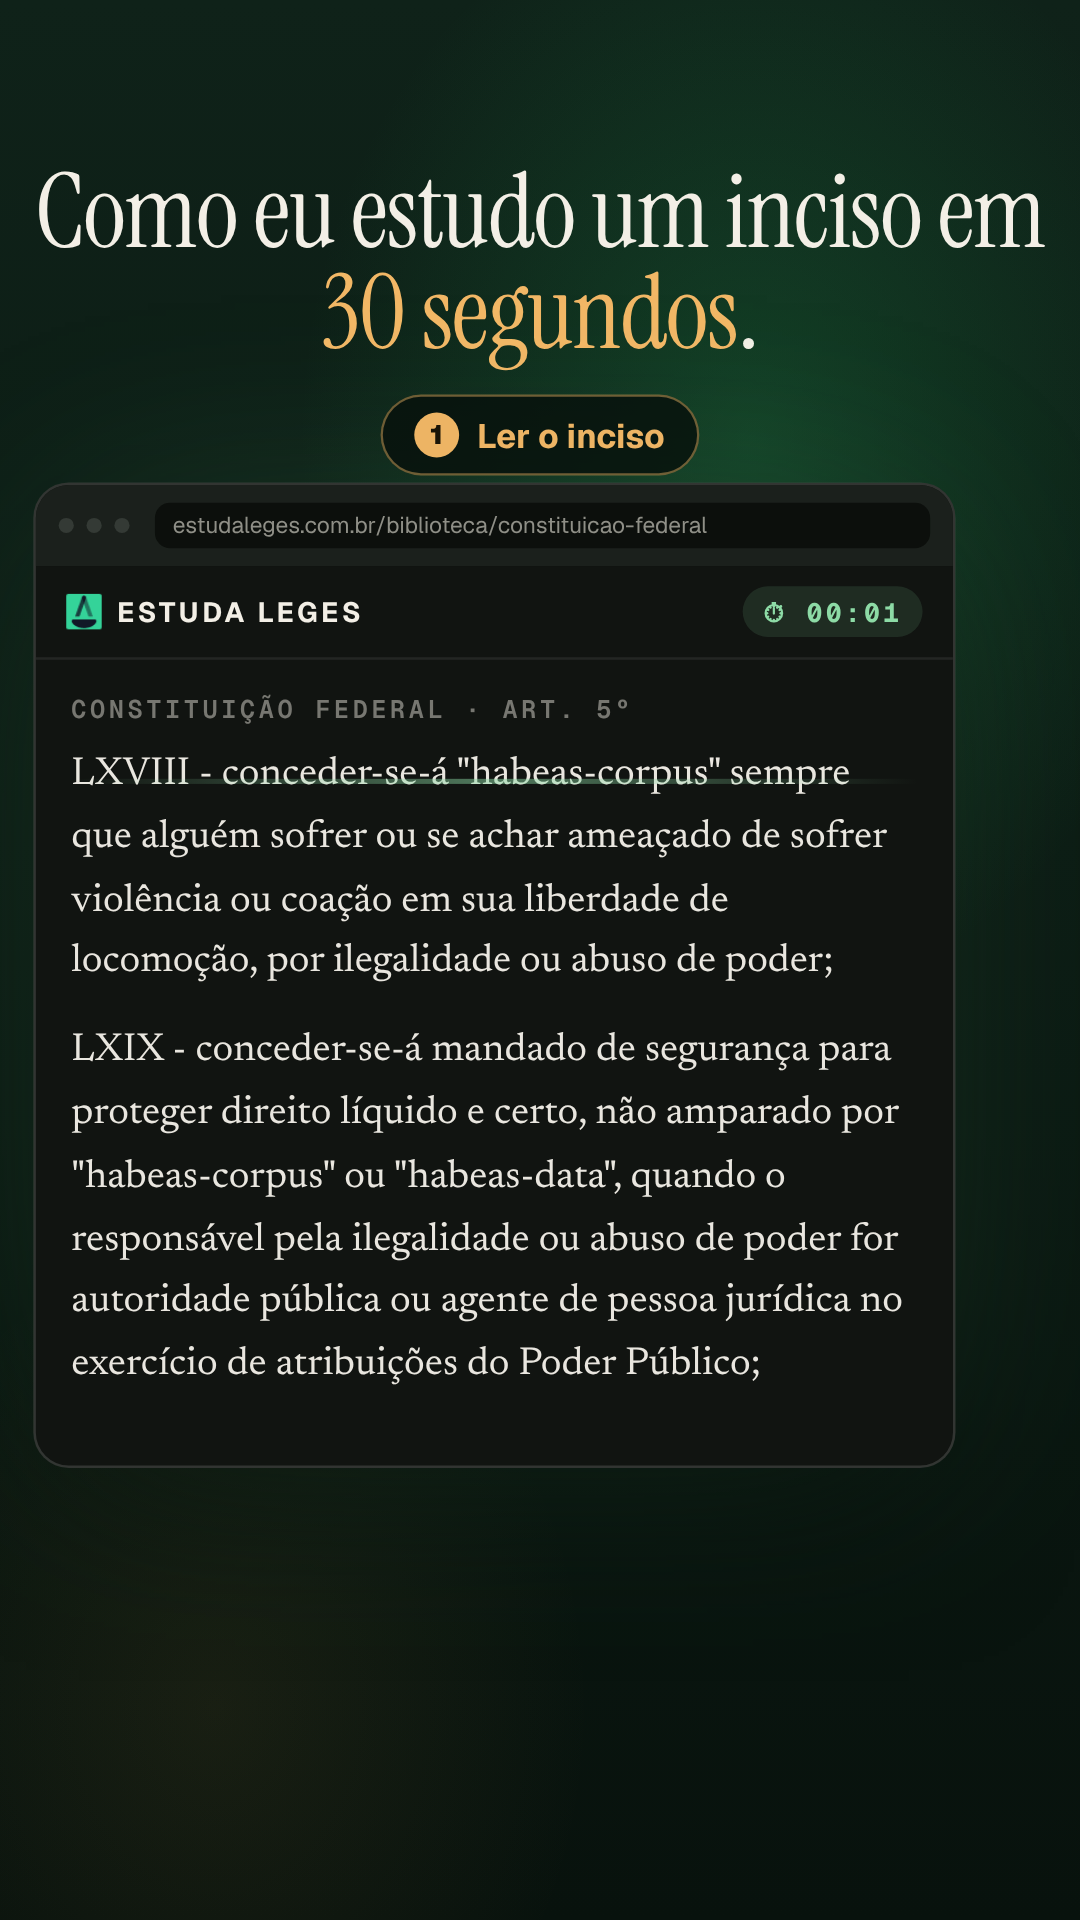 Como eu estudo um inciso em
30 segundos.
1 Ler o inciso
estudaleges.com.br/biblioteca/constituicao-federal
ESTUDA LEGES
⏱ 00:01
CONSTITUIÇÃO FEDERAL · ART. 5º
LXVIII - conceder-se-á "habeas-corpus" sempre
que alguém sofrer ou se achar ameaçado de sofrer
violência ou coação em sua liberdade de
locomoção, por ilegalidade ou abuso de poder;
LXIX - conceder-se-á mandado de segurança para
proteger direito líquido e certo, não amparado por
"habeas-corpus" ou "habeas-data", quando o
responsável pela ilegalidade ou abuso de poder for
autoridade pública ou agente de pessoa jurídica no
exercício de atribuições do Poder Público;